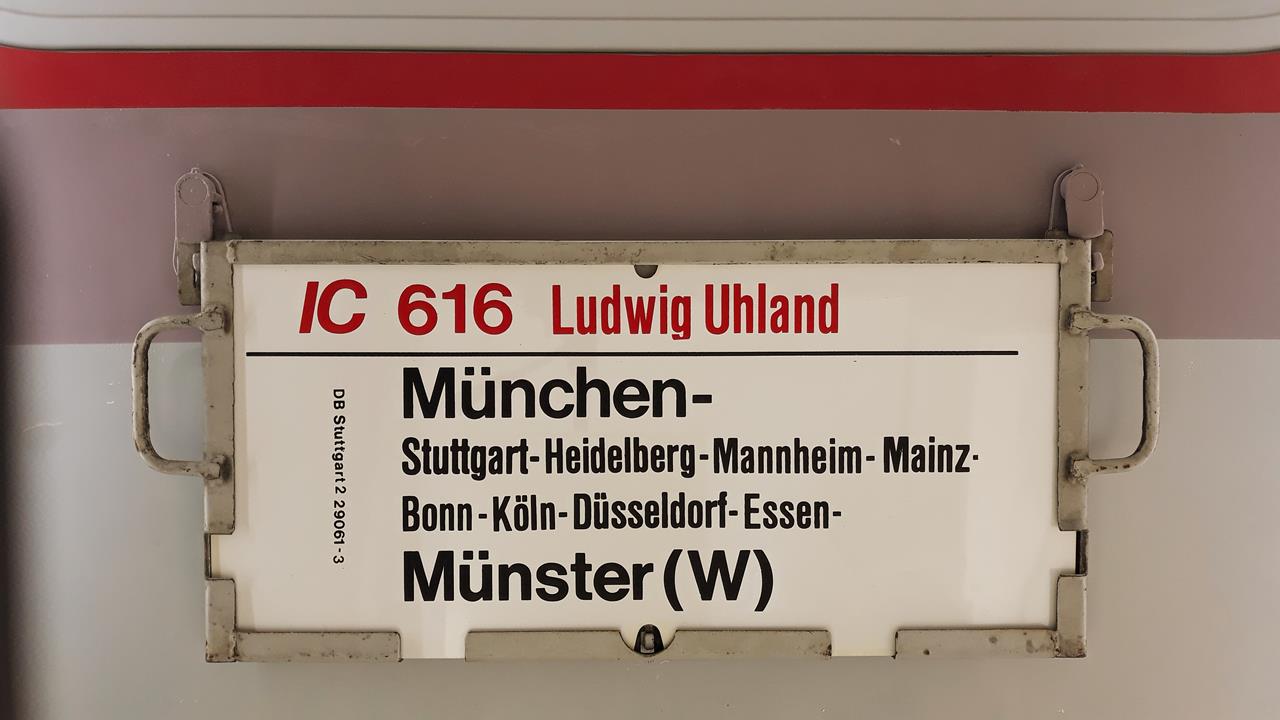 IC 616 Ludwig Uhland
München-
Stuttgart-Heidelberg-Mannheim-Mainz-
Bonn-Köln-Düsseldorf-Essen-
Münster (W)
DB Stuttgart 2 29061-3